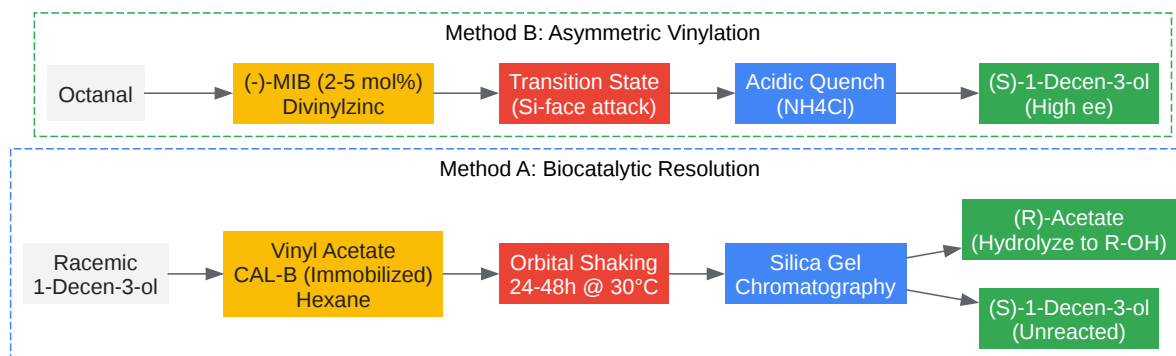 Method B: Asymmetric Vinylation
Octanal
(-)-MIB (2-5 mol%)
Divinylzinc
Transition State
(Si-face attack)
Acidic Quench
(NH4Cl)
(S)-1-Decen-3-ol
(High ee)
Method A: Biocatalytic Resolution
Racemic
1-Decen-3-ol
Vinyl Acetate
CAL-B (Immobilized)
Hexane
Orbital Shaking
24-48h @ 30°C
Silica Gel
Chromatography
(R)-Acetate
(Hydrolyze to R-OH)
(S)-1-Decen-3-ol
(Unreacted)